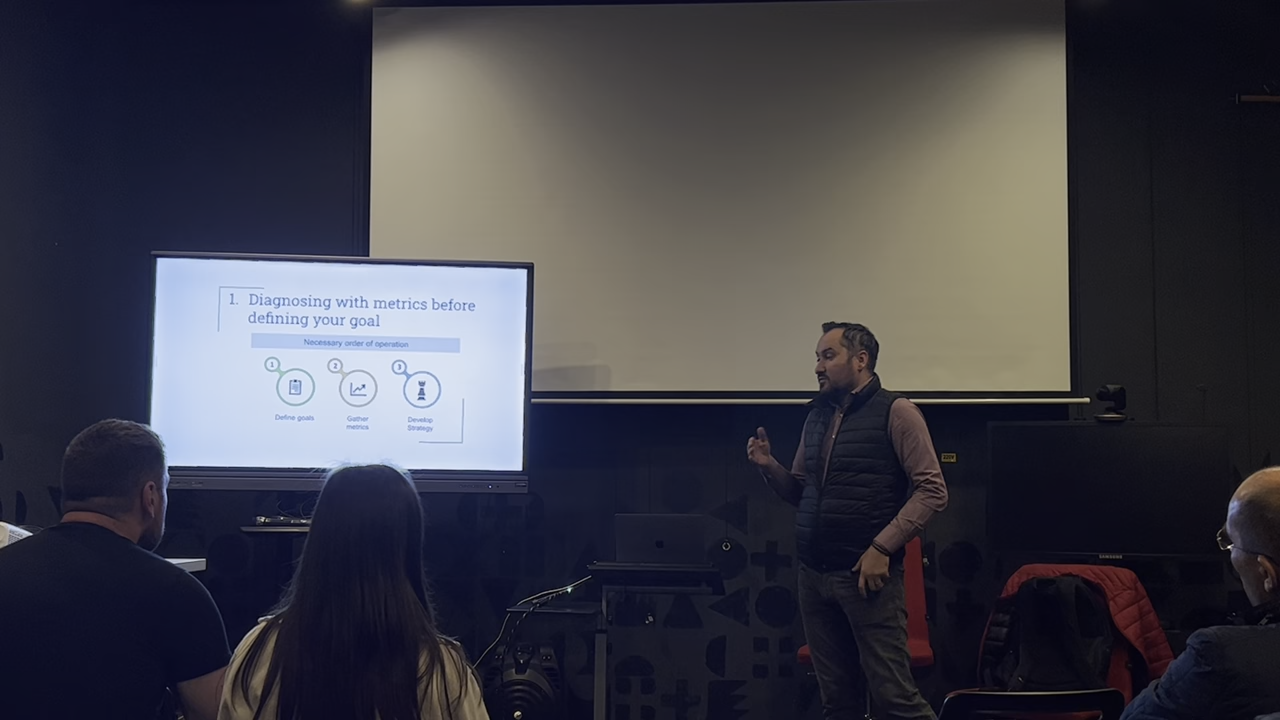 1. Diagnosing with metrics before
defining your goal
Necessary order of operation
1
2
3
Define goals
Gather
metrics
Develop
Strategy
SAMSUNG